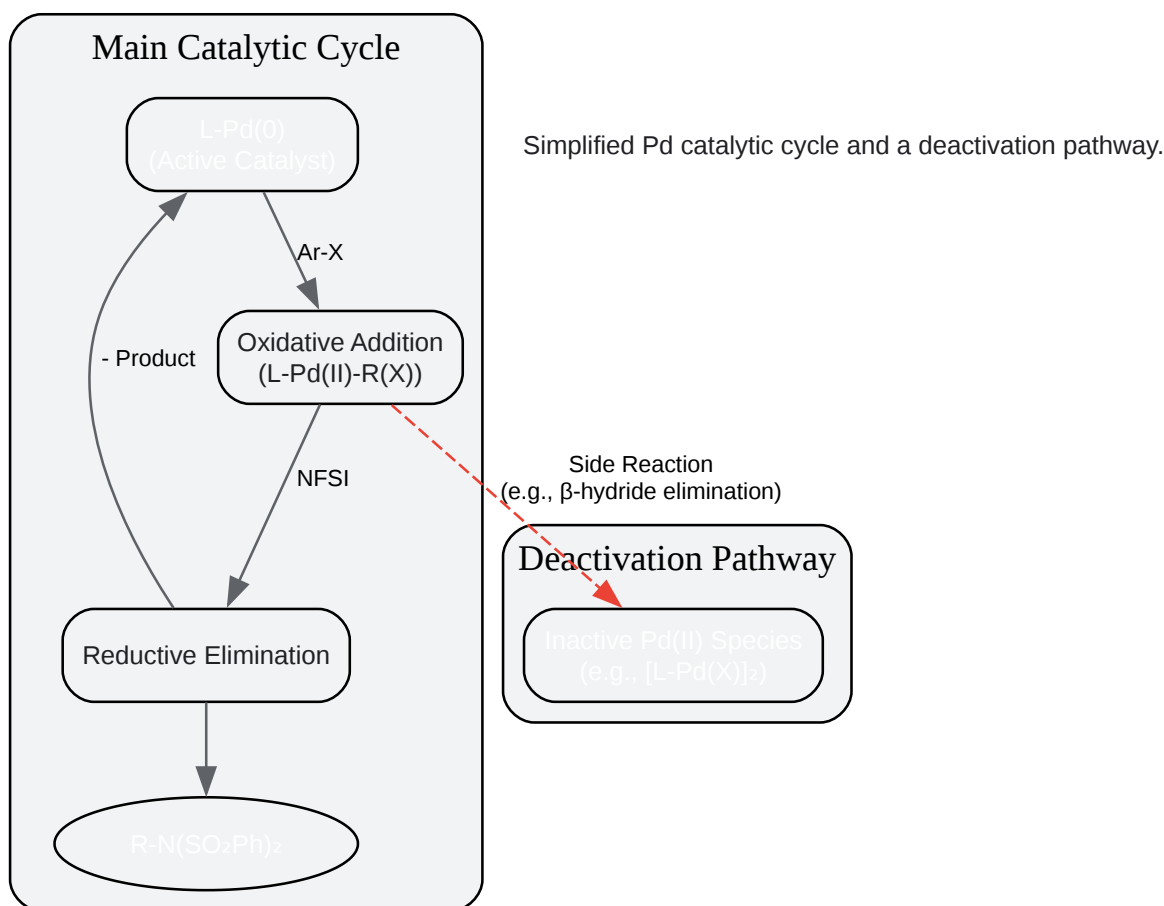 Main Catalytic Cycle
L-Pd(0)
(Active Catalyst)
Simplified Pd catalytic cycle and a deactivation pathway.
Ar-X
Oxidative Addition
(L-Pd(II)-R(X))
- Product
Side Reaction
(e.g., β-hydride elimination)
NFSI
Deactivation Pathway
Inactive Pd(II) Species
(e.g., [L-Pd(X)]₂)
Reductive Elimination
R-N(SO₂Ph)₂